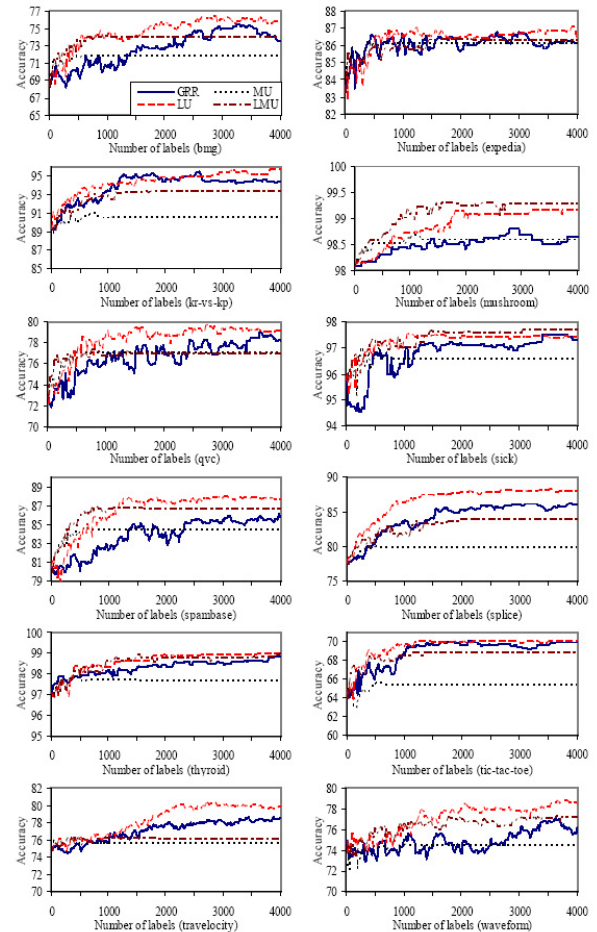 Accuracy
77
75
73
71
69
67
65
GRR
MU
LU
LMU
0 1000 2000 3000 4000
Number of labels (bmg)
Accuracy
88
87
86
85
84
83
82
0 1000 2000 3000 4000
Number of labels (expedia)
Accuracy
95
93
91
89
87
85
0 1000 2000 3000 4000
Number of labels (kr-vs-kp)
Accuracy
100
99.5
99
98.5
98
0 1000 2000 3000 4000
Number of labels (mushroom)
Accuracy
80
78
76
74
72
70
0 1000 2000 3000 4000
Number of labels (qvc)
Accuracy
98
97
96
95
94
0 1000 2000 3000 4000
Number of labels (sick)
Accuracy
89
87
85
83
81
79
0 1000 2000 3000 4000
Number of labels (spambase)
Accuracy
90
85
80
75
0 1000 2000 3000 4000
Number of labels (splice)
Accuracy
100
99
98
97
96
95
0 1000 2000 3000 4000
Number of labels (thyroid)
Accuracy
70
68
66
64
62
60
0 1000 2000 3000 4000
Number of labels (tic-tac-toe)
Accuracy
82
80
78
76
74
72
70
0 1000 2000 3000 4000
Number of labels (travelocity)
Accuracy
80
78
76
74
72
70
0 1000 2000 3000 4000
Number of labels (waveform)